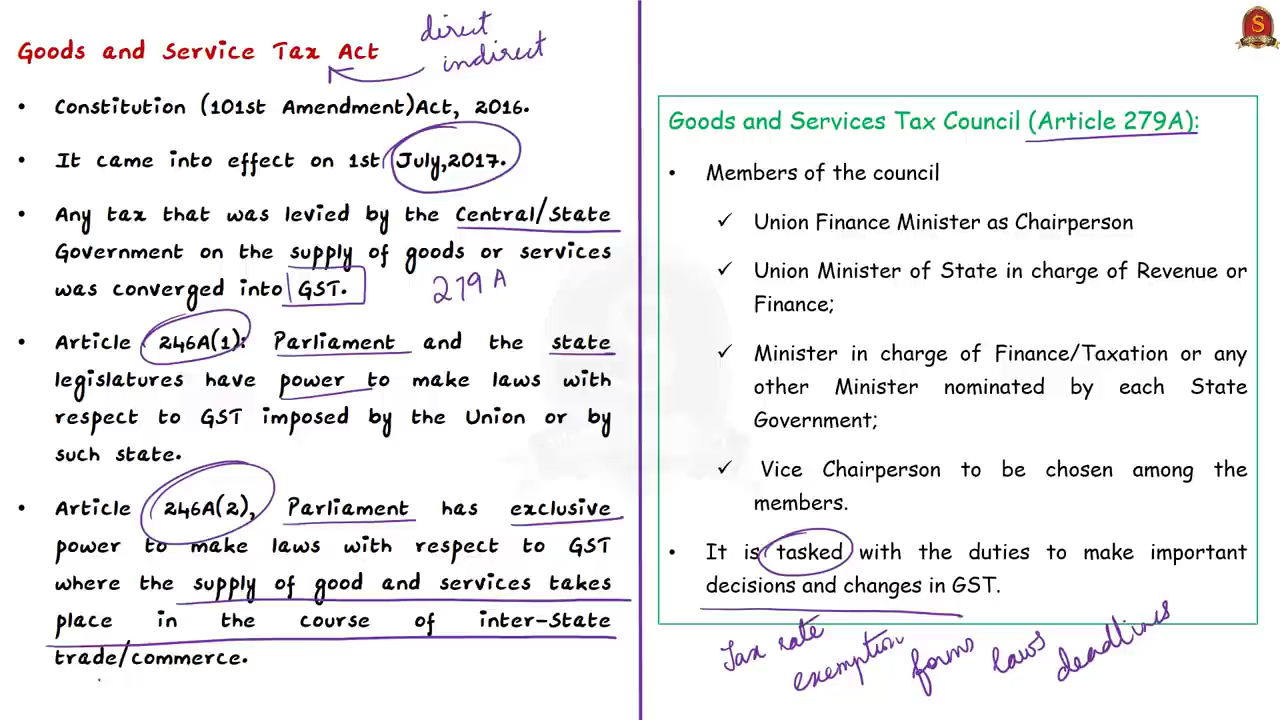 direct
indirect
Goods and Service Tax Act
• Constitution (101st Amendment)Act, 2016.
• It came into effect on 1st July,2017.
• Any tax that was levied by the Central/State
Government on the supply of goods or services
was converged into GST.
279A
• Article 246A(1): Parliament and the state
legislatures have power to make laws with
respect to GST imposed by the Union or by
such state.
• Article 246A(2), Parliament has exclusive
power to make laws with respect to GST
where the supply of good and services takes
place in the course of inter-State
trade/commerce.
Goods and Services Tax Council (Article 279A):
• Members of the council
✓ Union Finance Minister as Chairperson
✓ Union Minister of State in charge of Revenue or
Finance;
✓ Minister in charge of Finance/Taxation or any
other Minister nominated by each State
Government;
✓ Vice Chairperson to be chosen among the
members.
• It is tasked with the duties to make important
decisions and changes in GST.
Tax rate
exemption
forms
laws
deadlines